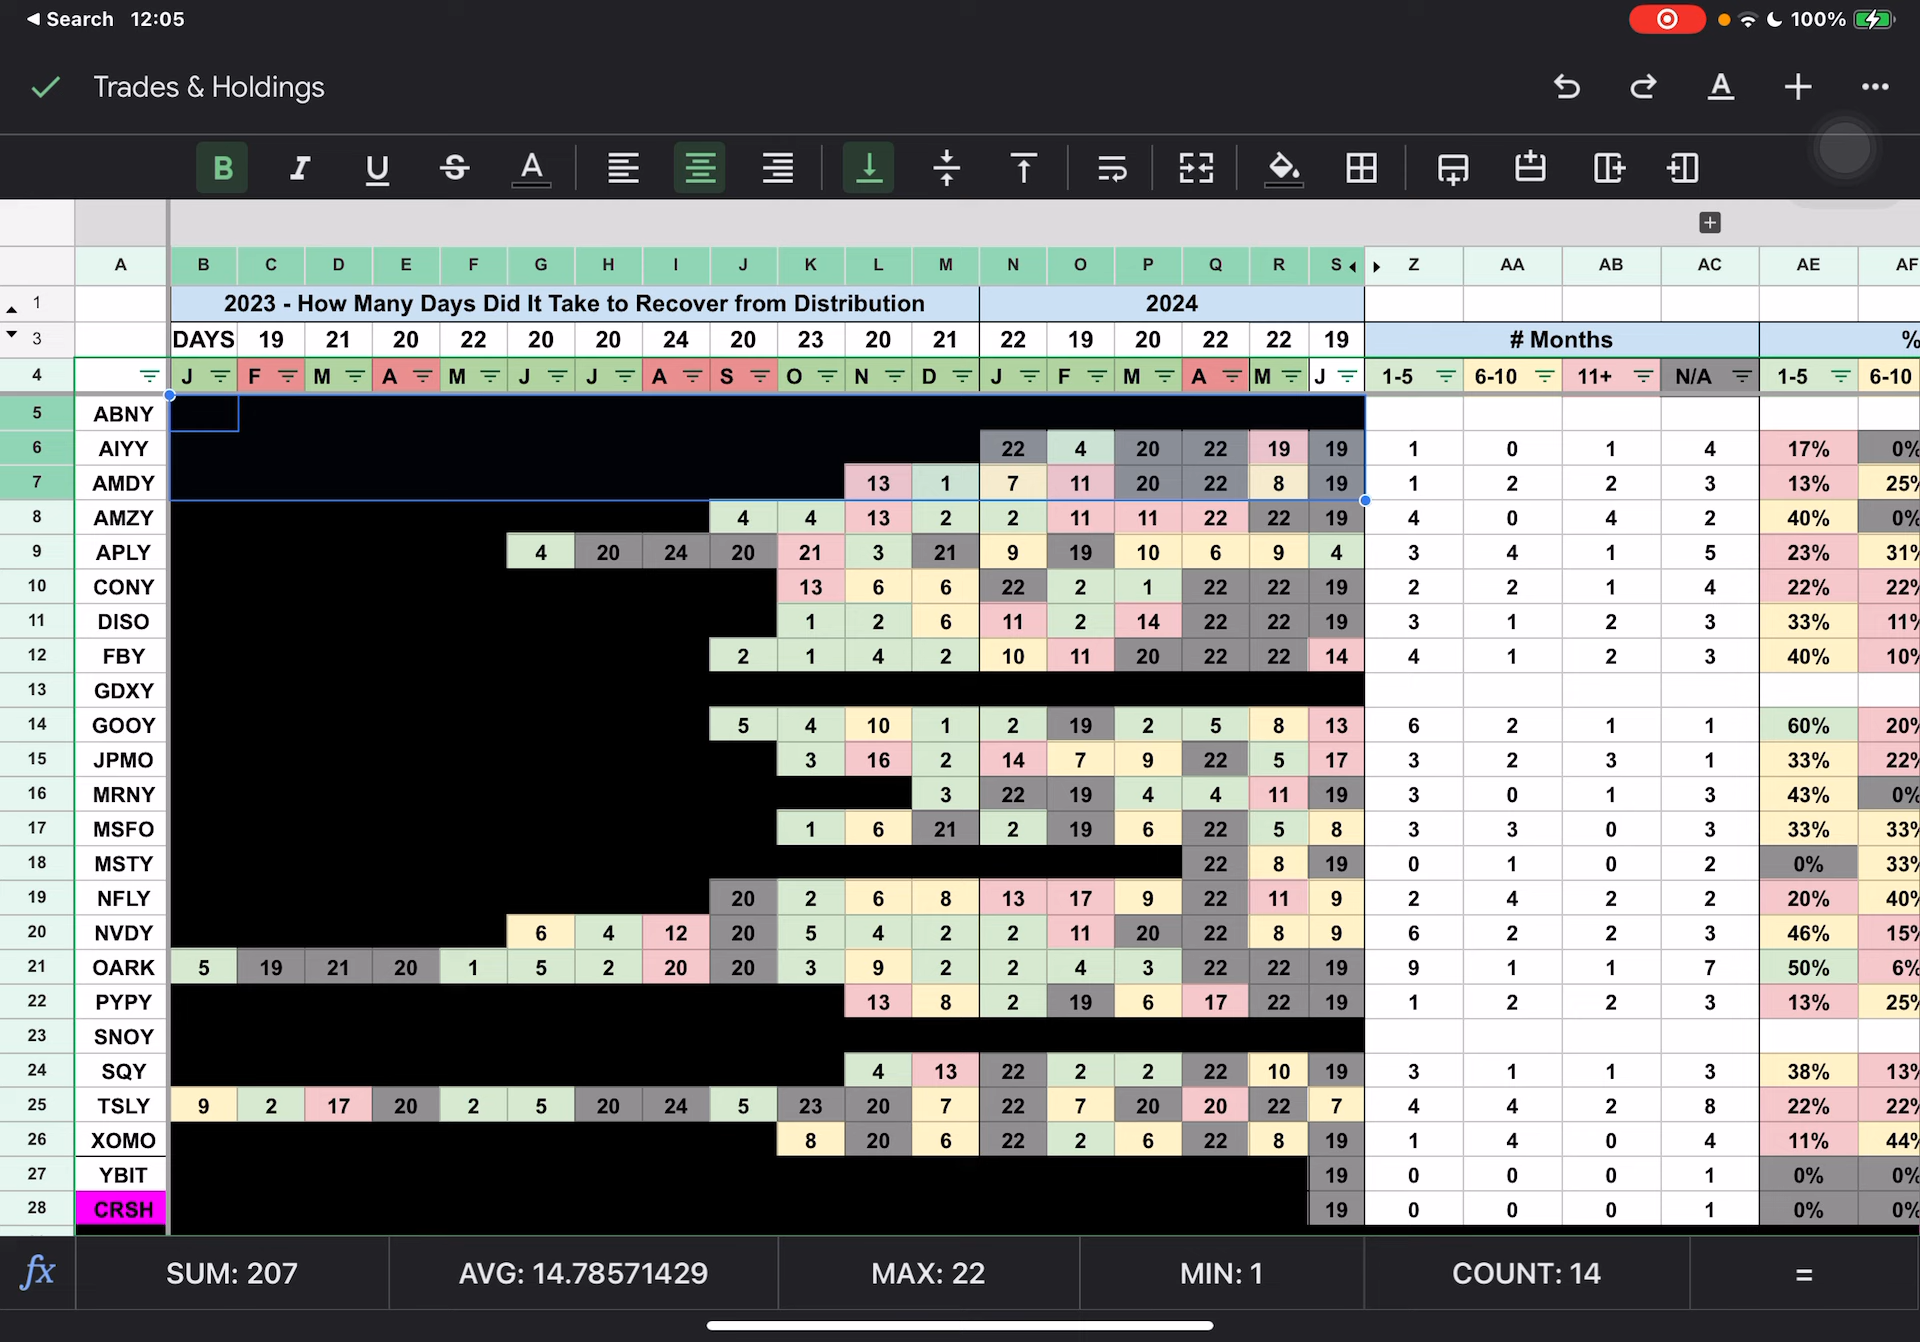 Search 12:05 100%
Trades & Holdings
B I U S A
A B C D E F G H I J K L M N O P Q R S Z AA AB AC AE AF
1 2023 - How Many Days Did It Take to Recover from Distribution 2024
3 DAYS 19 21 20 22 20 20 24 20 23 20 21 22 19 20 22 22 19 # Months %
4 J F M A M J J A S O N D J F M A M J 1-5 6-10 11+ N/A 1-5 6-10
5 ABNY
6 AIYY 22 4 20 22 19 19 1 0 1 4 17% 0%
7 AMDY 13 1 7 11 20 22 8 19 1 2 2 3 13% 25%
8 AMZY 4 4 13 2 2 11 11 22 22 19 4 0 4 2 40% 0%
9 APLY 4 20 24 20 21 3 21 9 19 10 6 9 4 3 4 1 5 23% 31%
10 CONY 13 6 6 22 2 1 22 22 19 2 2 1 4 22% 22%
11 DISO 1 2 6 11 2 14 22 22 19 3 1 2 3 33% 11%
12 FBY 2 1 4 2 10 11 20 22 22 14 4 1 2 3 40% 10%
13 GDXY
14 GOOY 5 4 10 1 2 19 2 5 8 13 6 2 1 1 60% 20%
15 JPMO 3 16 2 14 7 9 22 5 17 3 2 3 1 33% 22%
16 MRNY 3 22 19 4 4 11 19 3 0 1 3 43% 0%
17 MSFO 1 6 21 2 19 6 22 5 8 3 3 0 3 33% 33%
18 MSTY 22 8 19 0 1 0 2 0% 33%
19 NFLY 20 2 6 8 13 17 9 22 11 9 2 4 2 2 20% 40%
20 NVDY 6 4 12 20 5 4 2 2 11 20 22 8 9 6 2 2 3 46% 15%
21 OARK 5 19 21 20 1 5 2 20 20 3 9 2 2 4 3 22 22 19 9 1 1 7 50% 6%
22 PYPY 13 8 2 19 6 17 22 19 1 2 2 3 13% 25%
23 SNOY
24 SQY 4 13 22 2 2 22 10 19 3 1 1 3 38% 13%
25 TSLY 9 2 17 20 2 5 20 24 5 23 20 7 22 7 20 20 22 7 4 4 2 8 22% 22%
26 XOMO 8 20 6 22 2 6 22 8 19 1 4 0 4 11% 44%
27 YBIT 19 0 0 0 1 0% 0%
28 CRSH 19 0 0 0 1 0% 0%
fx SUM: 207 AVG: 14.78571429 MAX: 22 MIN: 1 COUNT: 14 =